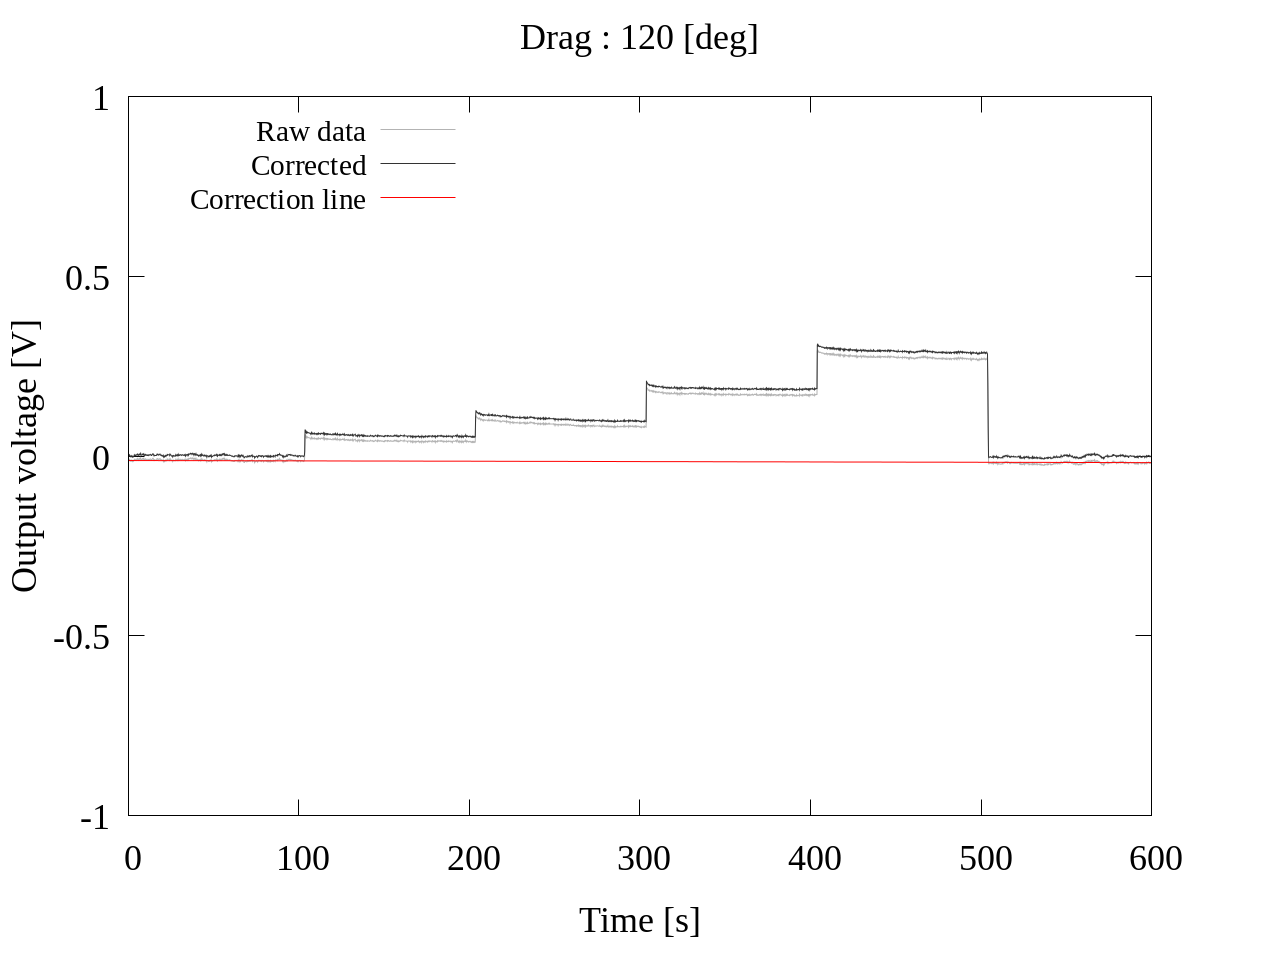 Drag : 120 [deg]
1
0.5
0
-0.5
-1
Output voltage [V]
Raw data
Corrected
Correction line
0 100 200 300 400 500 600
Time [s]